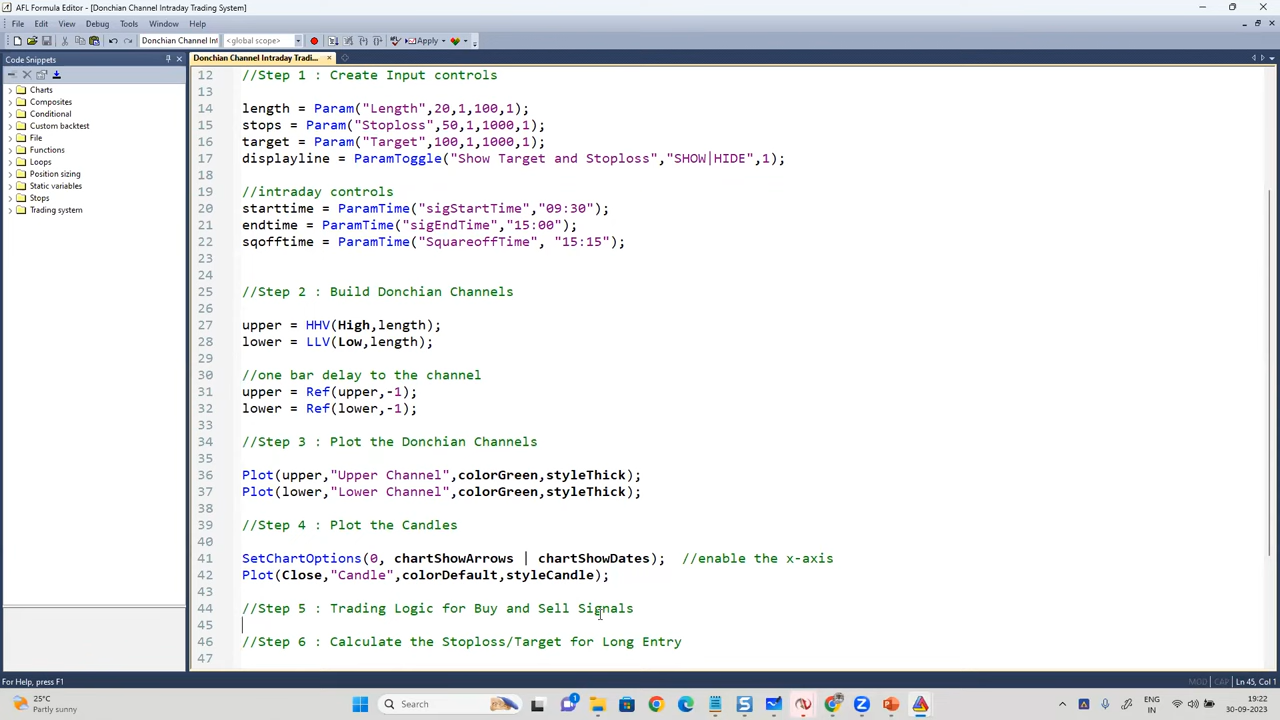 AFL Formula Editor - [Donchian Channel Intraday Trading System]
File Edit View Debug Tools Window Help
Donchian Channel Int <global scope> Apply
Code Snippets
Charts
Composites
Conditional
Custom backtest
File
Functions
Loops
Position sizing
Static variables
Stops
Trading system
Donchian Channel Intraday Tradi...
12 //Step 1 : Create Input controls
13
14 length = Param("Length",20,1,100,1);
15 stops = Param("Stoploss",50,1,1000,1);
16 target = Param("Target",100,1,1000,1);
17 displayline = ParamToggle("Show Target and Stoploss","SHOW|HIDE",1);
18
19 //intraday controls
20 starttime = ParamTime("sigStartTime","09:30");
21 endtime = ParamTime("sigEndTime","15:00");
22 sqofftime = ParamTime("SquareoffTime", "15:15");
23
24
25 //Step 2 : Build Donchian Channels
26
27 upper = HHV(High,length);
28 lower = LLV(Low,length);
29
30 //one bar delay to the channel
31 upper = Ref(upper,-1);
32 lower = Ref(lower,-1);
33
34 //Step 3 : Plot the Donchian Channels
35
36 Plot(upper,"Upper Channel",colorGreen,styleThick);
37 Plot(lower,"Lower Channel",colorGreen,styleThick);
38
39 //Step 4 : Plot the Candles
40
41 SetChartOptions(0, chartShowArrows | chartShowDates); //enable the x-axis
42 Plot(Close,"Candle",colorDefault,styleCandle);
43
44 //Step 5 : Trading Logic for Buy and Sell Signals
45
46 //Step 6 : Calculate the Stoploss/Target for Long Entry
47
For Help, press F1
MOD CAP Ln 45, Col 1
25°C
Partly sunny
Search
ENG
IN
19:22
30-09-2023